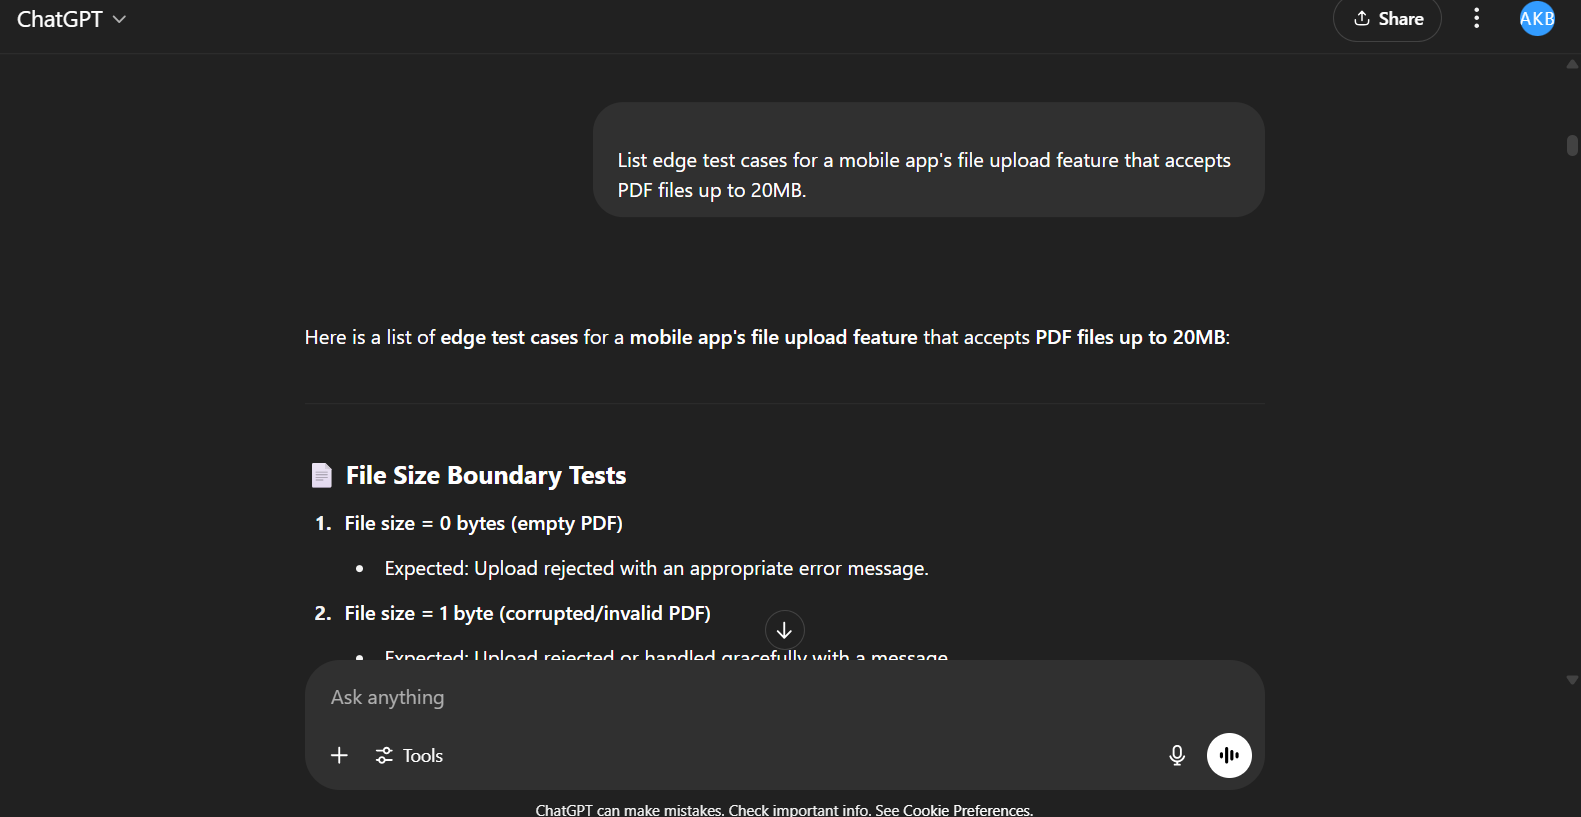 ChatGPT
Share
AKB
List edge test cases for a mobile app's file upload feature that accepts
PDF files up to 20MB.
Here is a list of edge test cases for a mobile app's file upload feature that accepts PDF files up to 20MB:
File Size Boundary Tests
1. File size = 0 bytes (empty PDF)
• Expected: Upload rejected with an appropriate error message.
2. File size = 1 byte (corrupted/invalid PDF)
• Expected: Upload rejected or handled gracefully with a message
Ask anything
Tools
ChatGPT can make mistakes. Check important info. See Cookie Preferences.